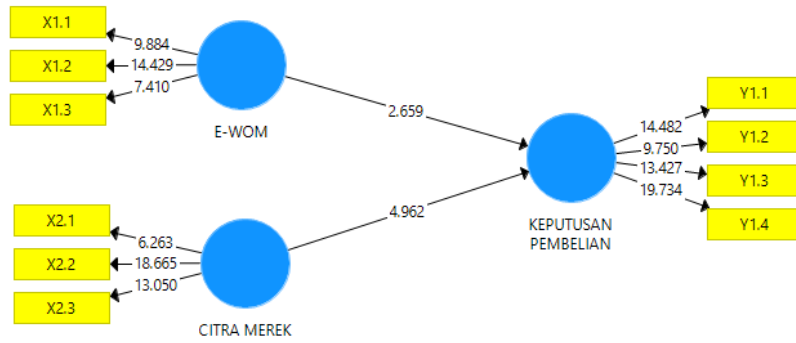 X1.1
9.884
X1.2
14.429
X1.3
7.410
E-WOM
2.659
Y1.1
14.482
Y1.2
9.750
Y1.3
13.427
Y1.4
19.734
KEPUTUSAN
PEMBELIAN
X2.1
6.263
X2.2
18.665
X2.3
13.050
4.962
CITRA MEREK